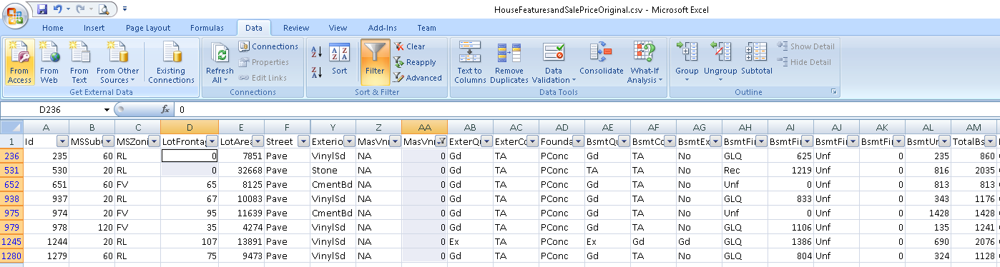 HouseFeaturesandSalePriceOriginal.csv - Microsoft Excel
Home Insert Page Layout Formulas Data Review View Add-Ins Team
From Access From Web From Text From Other Sources Existing Connections Refresh All Connections Properties Edit Links Sort Filter Clear Reapply Advanced Text to Columns Remove Duplicates Data Validation Consolidate What-If Analysis Group Ungroup Subtotal Show Detail Hide Detail
Get External Data Connections Sort & Filter Data Tools Outline
D236 fx 0
A B C D E F Y Z AA AB AC AD AE AF AG AH AI AJ AK AL AM
1 Id MSSub MSZoni LotFrontag LotArea Street Exterio MasVn MasVn ExterQu ExterCo Founda BsmtQu BsmtCo BsmtEx BsmtFi BsmtFi BsmtFi BsmtFi BsmtUn TotalBs
236 235 60 RL 0 7851 Pave VinylSd NA 0 Gd TA PConc Gd TA No GLQ 625 Unf 0 235 860
531 530 20 RL 0 32668 Pave Stone NA 0 Gd TA PConc TA TA No Rec 1219 Unf 0 816 2035
652 651 60 FV 65 8125 Pave CmentBd NA 0 Gd TA PConc Gd TA No Unf 0 Unf 0 813 813
938 937 20 RL 67 10083 Pave VinylSd NA 0 Gd TA PConc Gd TA No GLQ 833 Unf 0 343 1176
975 974 20 FV 95 11639 Pave CmentBd NA 0 Gd TA PConc Gd TA No Unf 0 Unf 0 1428 1428
979 978 120 FV 35 4274 Pave VinylSd NA 0 Gd TA PConc Gd TA No GLQ 1106 Unf 0 135 1241
1245 1244 20 RL 107 13891 Pave VinylSd NA 0 Ex TA PConc Ex Gd Gd GLQ 1386 Unf 0 690 2076
1280 1279 60 RL 75 9473 Pave VinylSd NA 0 Gd TA PConc Gd TA No GLQ 804 Unf 0 324 1128